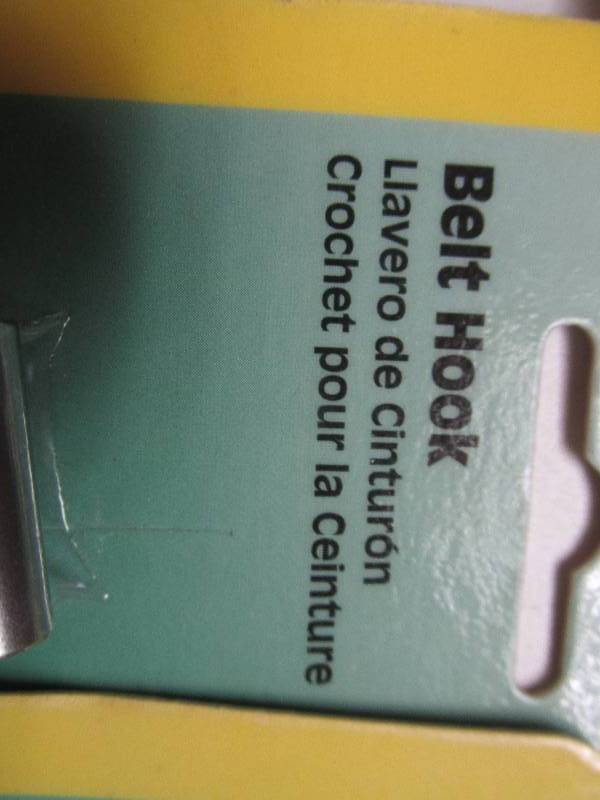 Belt Hook
Llavero de Cinturón
Crochet pour la Ceinture